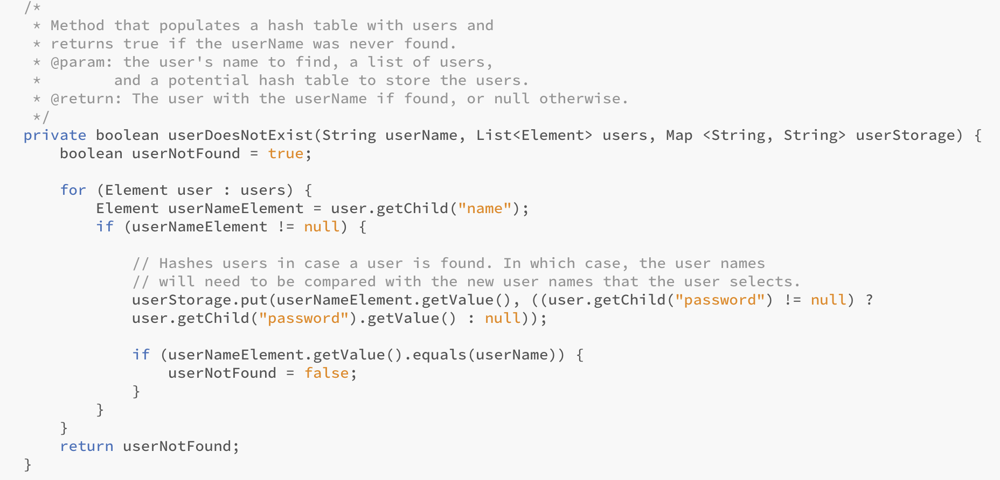 /*
 * Method that populates a hash table with users and
 * returns true if the userName was never found.
 * @param: the user's name to find, a list of users,
 *        and a potential hash table to store the users.
 * @return: The user with the userName if found, or null otherwise.
 */
private boolean userDoesNotExist(String userName, List<Element> users, Map <String, String> userStorage) {
    boolean userNotFound = true;

    for (Element user : users) {
        Element userNameElement = user.getChild("name");
        if (userNameElement != null) {

            // Hashes users in case a user is found. In which case, the user names
            // will need to be compared with the new user names that the user selects.
            userStorage.put(userNameElement.getValue(), ((user.getChild("password") != null) ?
            user.getChild("password").getValue() : null));

            if (userNameElement.getValue().equals(userName)) {
                userNotFound = false;
            }
        }
    }
    return userNotFound;
}